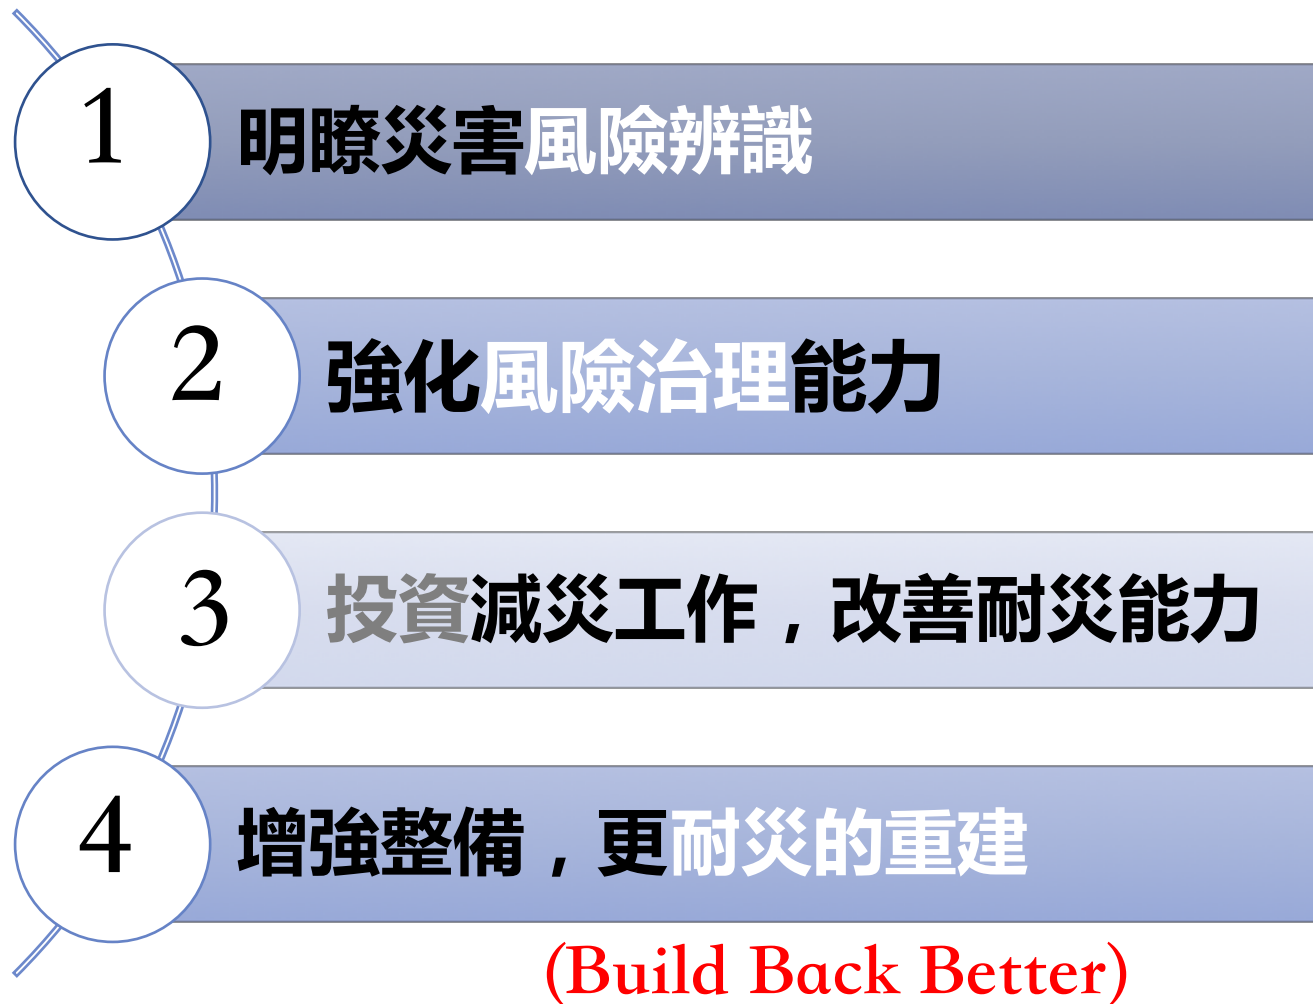 1
明瞭災害風險辨識
2
強化風險治理能力
3
投資減災工作，改善耐災能力
4
增強整備，更耐災的重建
(Build Back Better)